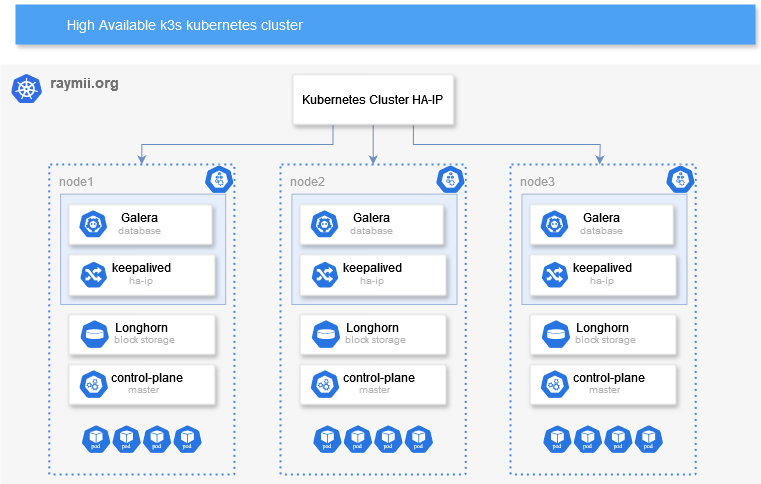 High Available k3s kubernetes cluster
raymii.org
Kubernetes Cluster HA-IP
node1
Galera
database
keepalived
ha-ip
Longhorn
block storage
control-plane
master
pod pod pod pod
node2
Galera
database
keepalived
ha-ip
Longhorn
block storage
control-plane
master
pod pod pod pod
node3
Galera
database
keepalived
ha-ip
Longhorn
block storage
control-plane
master
pod pod pod pod